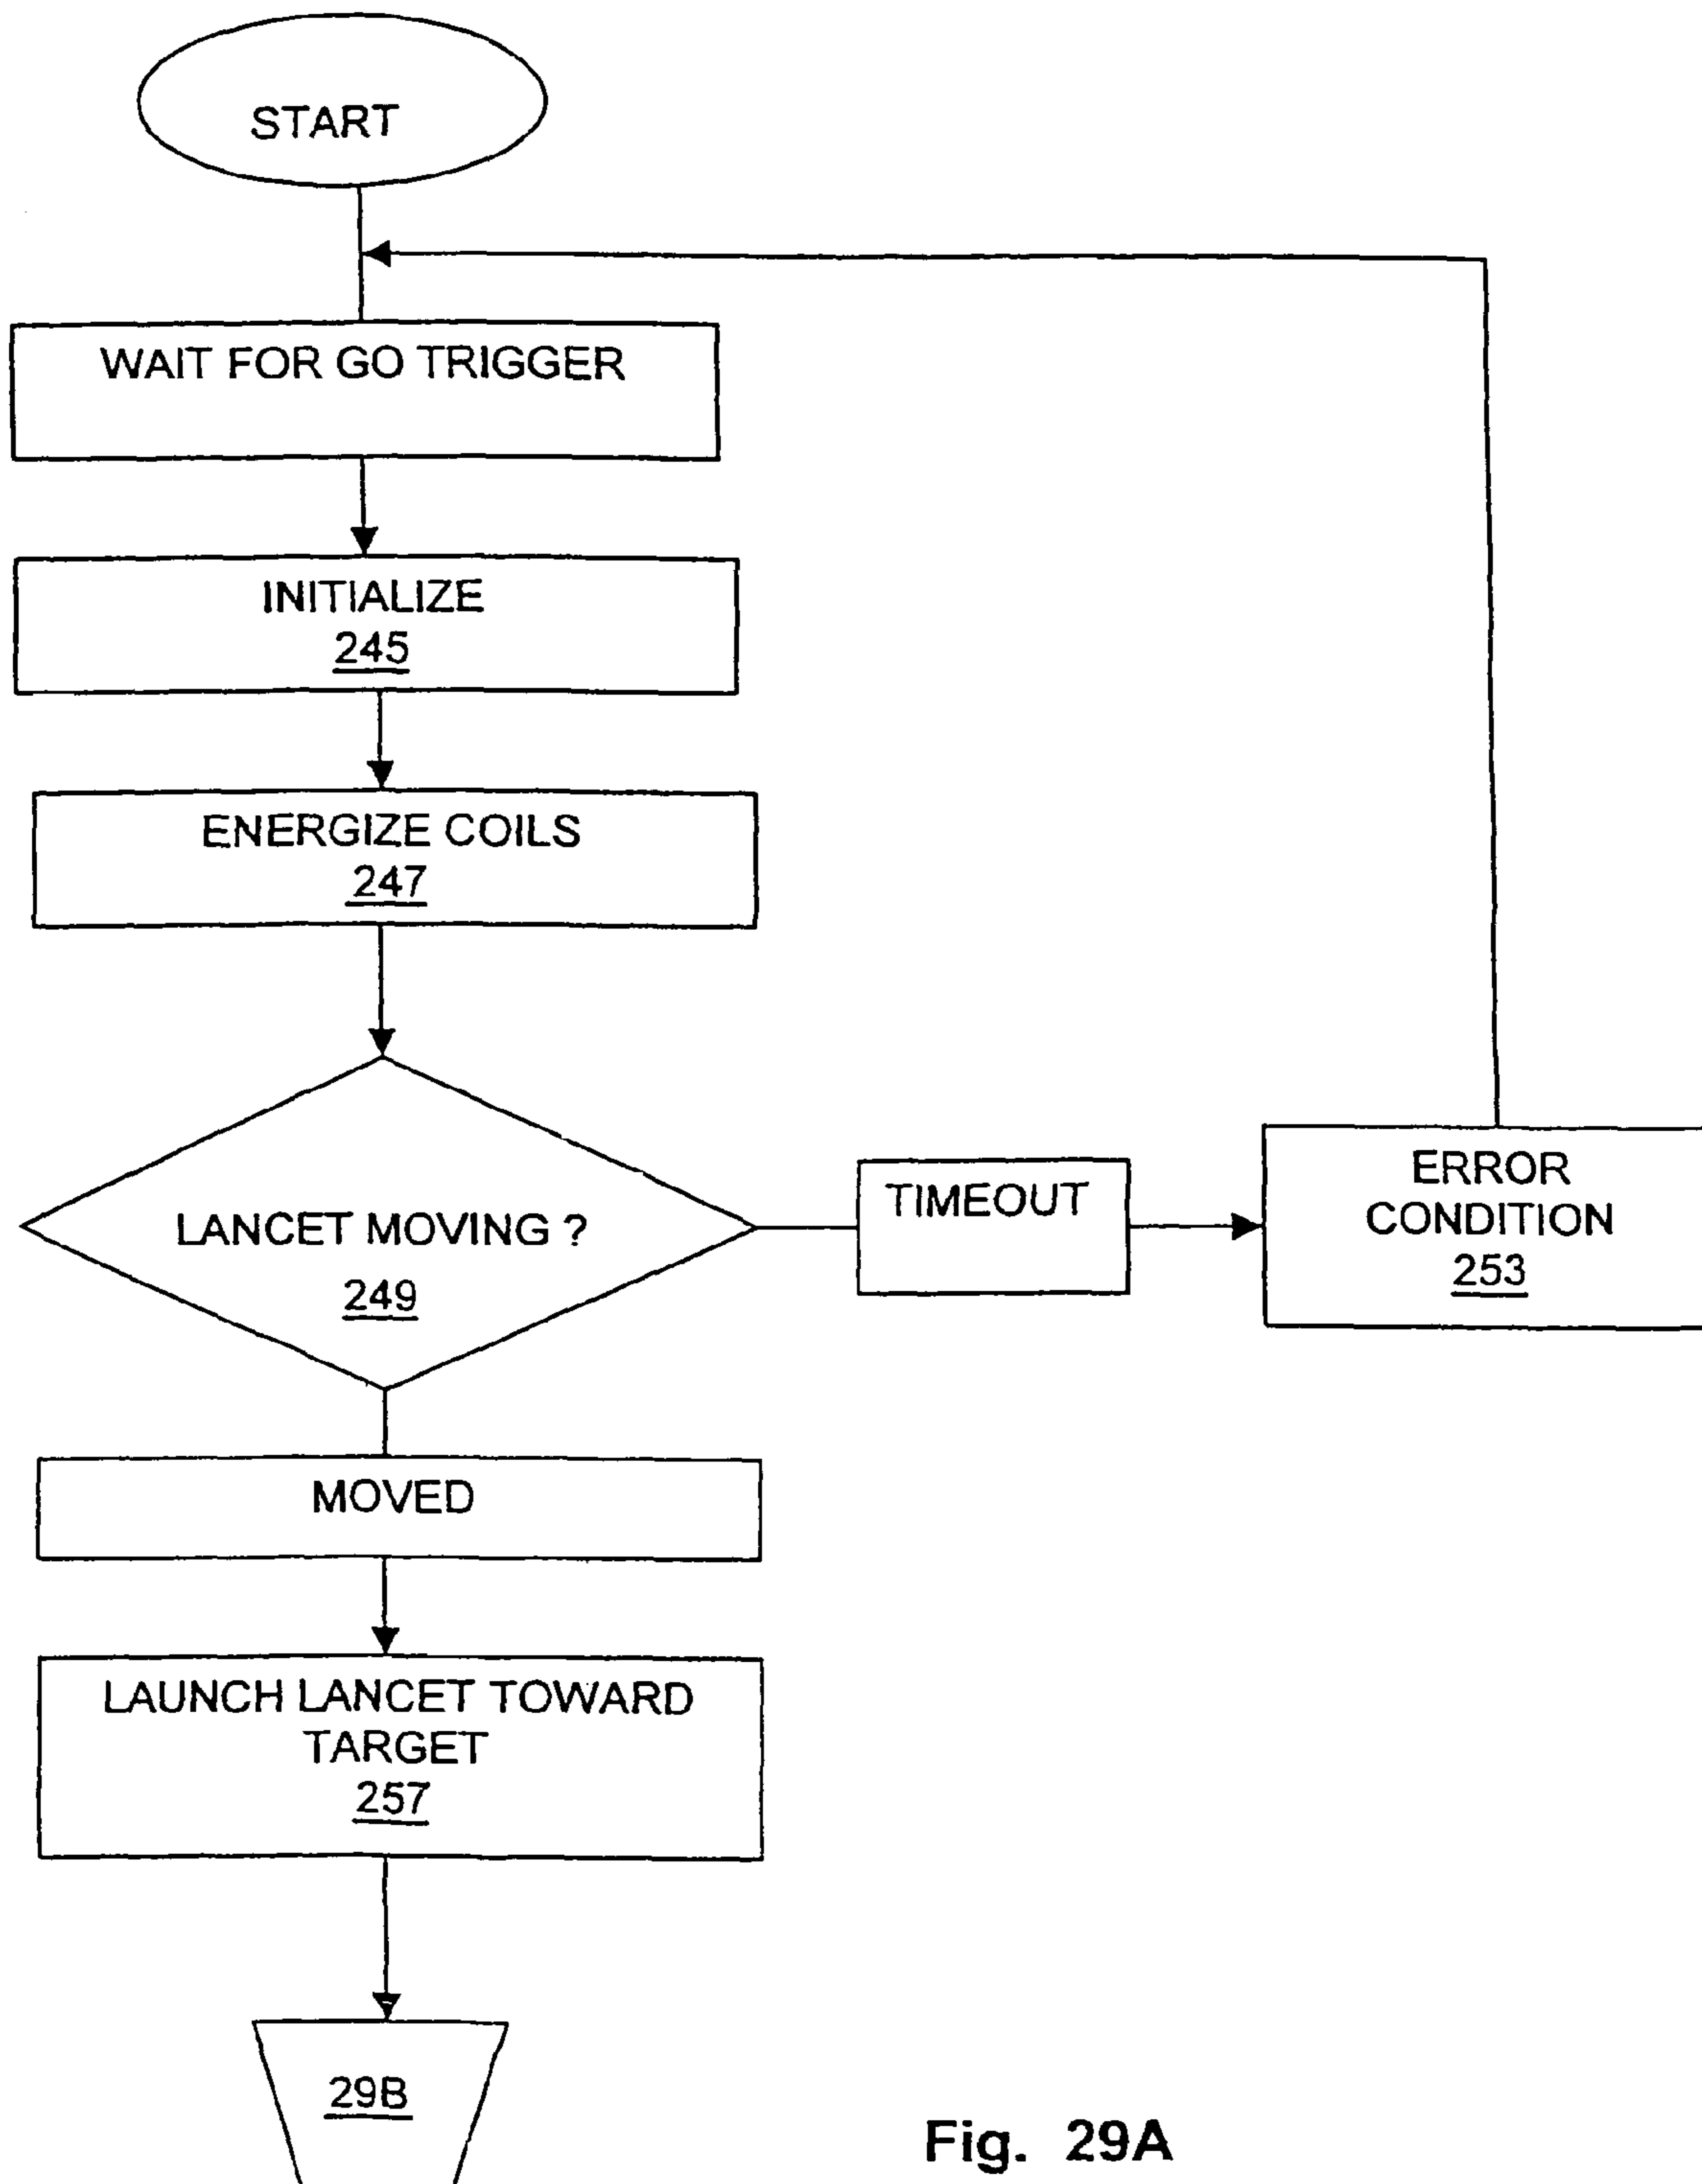 START
WAIT FOR GO TRIGGER
INITIALIZE
245
ENERGIZE COILS
247
LANCET MOVING ?
249
TIMEOUT
ERROR
CONDITION
253
MOVED
LAUNCH LANCET TOWARD
TARGET
257
29B
Fig. 29A